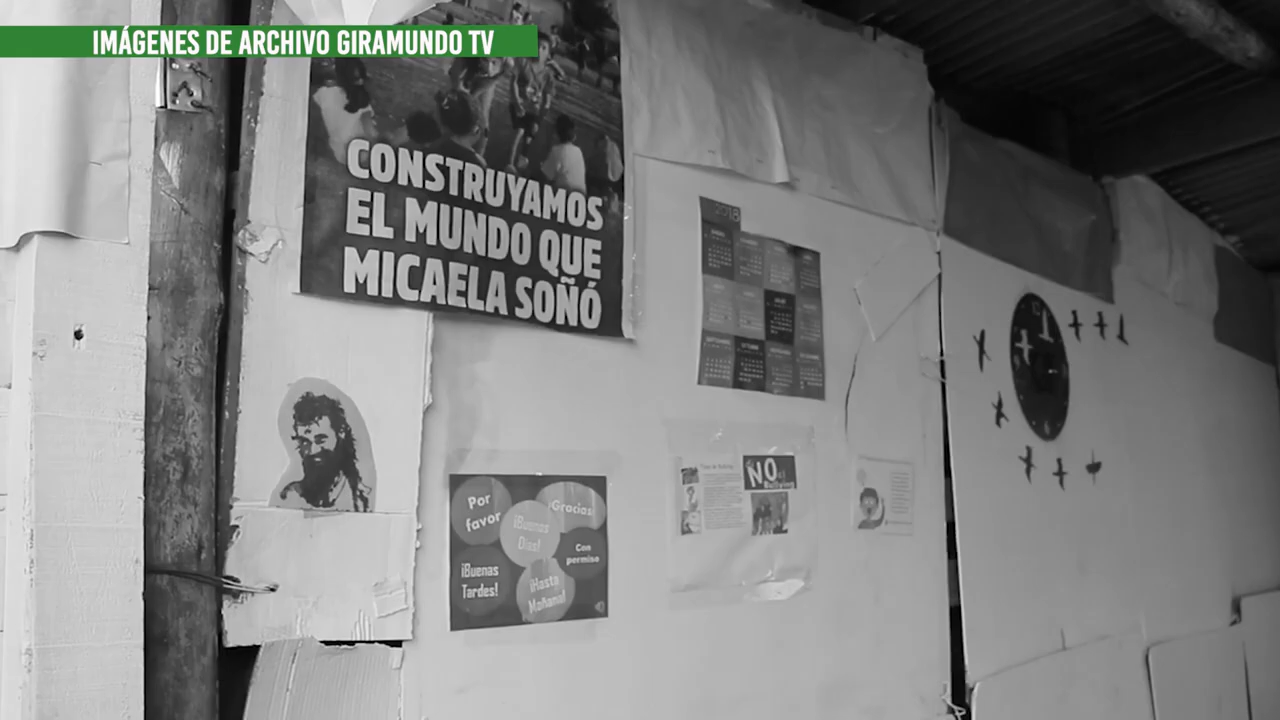 IMÁGENES DE ARCHIVO GIRAMUNDO TV
CONSTRUYAMOS
EL MUNDO QUE
MICAELA SOÑÓ
2018
NO
Bullying
Por
favor
Gracias
¡Buenos
Días!
Con
permiso
¡Buenas
Tardes!
¡Hasta
Mañana!